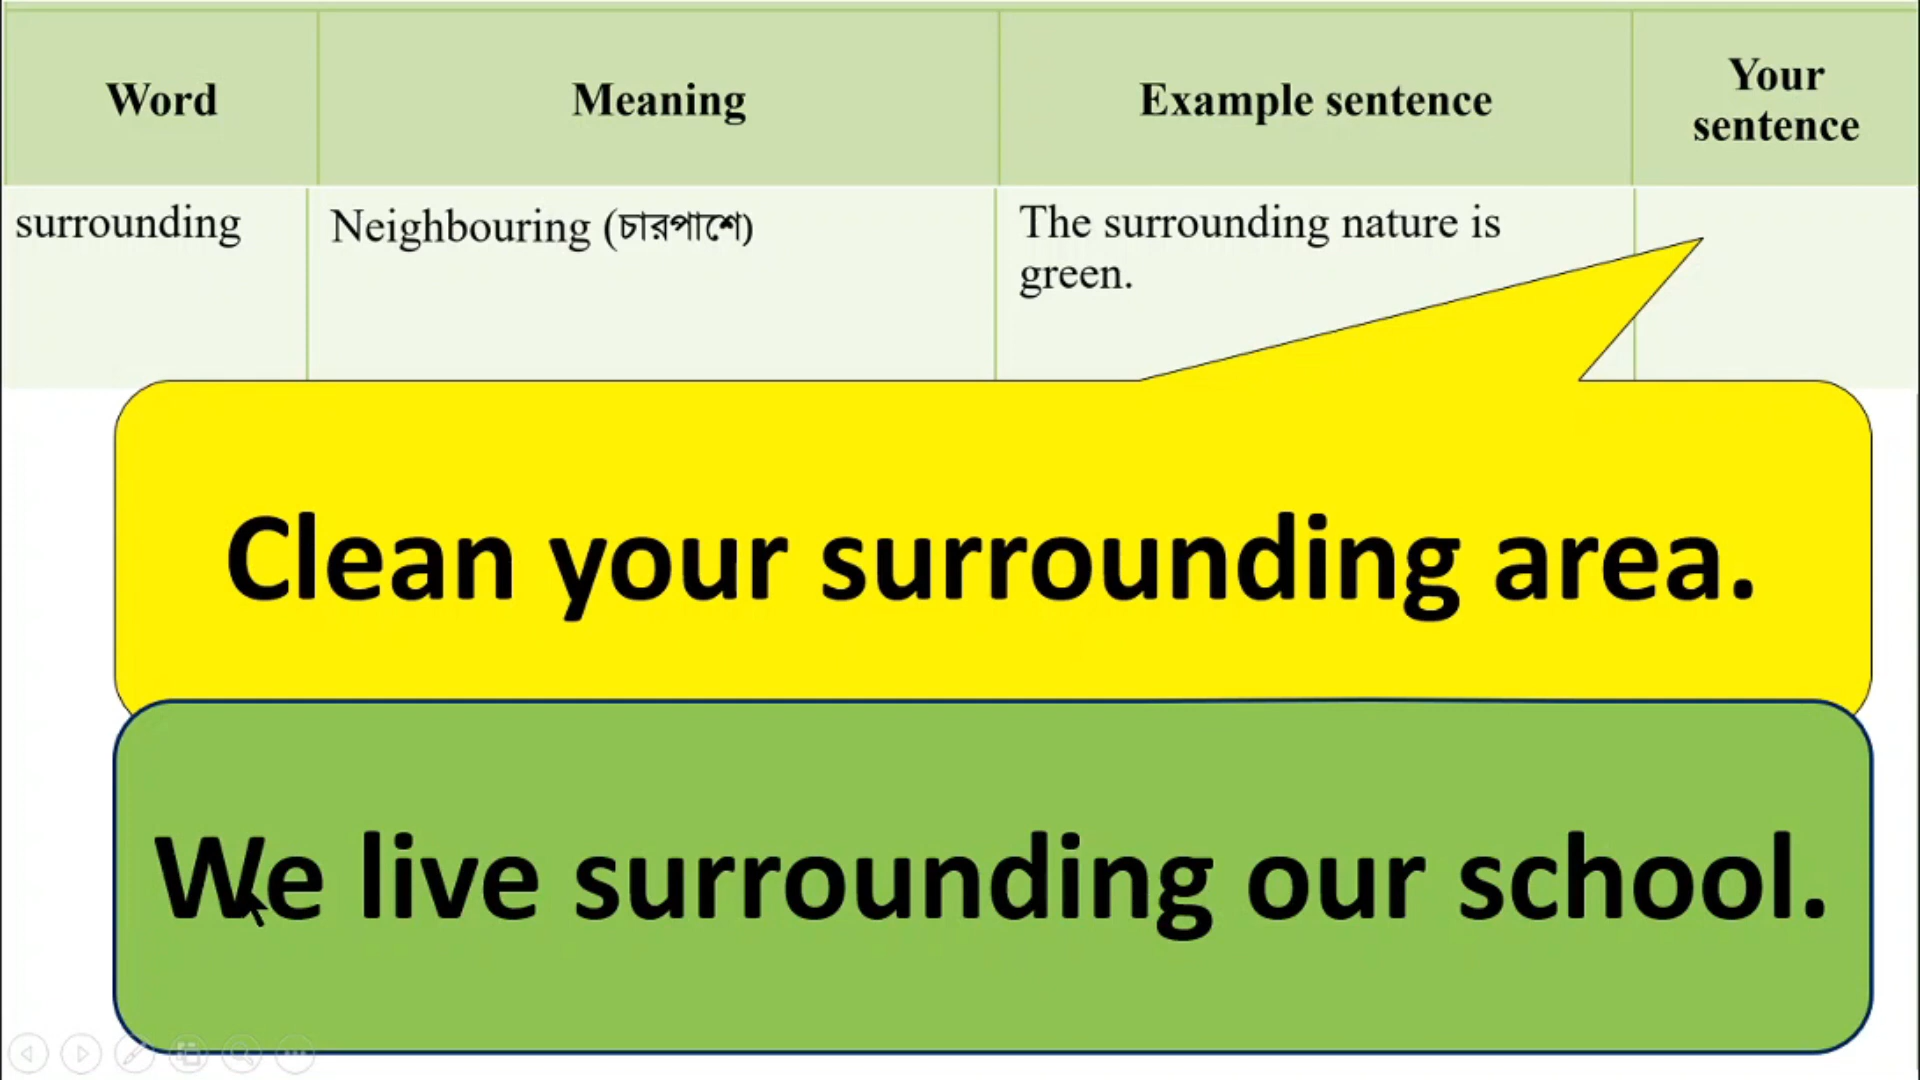 Word Meaning Example sentence Your sentence
surrounding Neighbouring (চারপাশে) The surrounding nature is
green.
Clean your surrounding area.
We live surrounding our school.